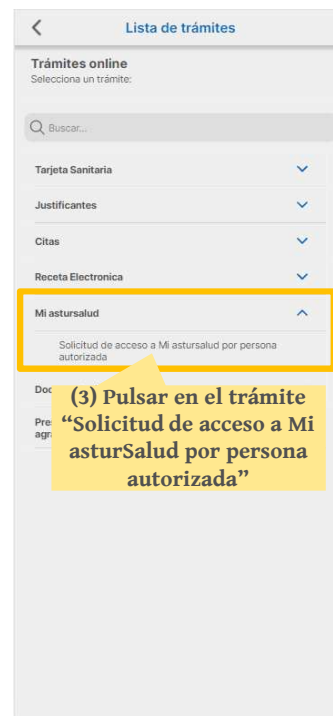 Lista de trámites
Trámites online
Selecciona un trámite:
Buscar...
Tarjeta Sanitaria
Justificantes
Citas
Receta Electronica
Mi astursalud
Solicitud de acceso a Mi astursalud por persona
autorizada
(3) Pulsar en el trámite
“Solicitud de acceso a Mi
asturSalud por persona
autorizada”